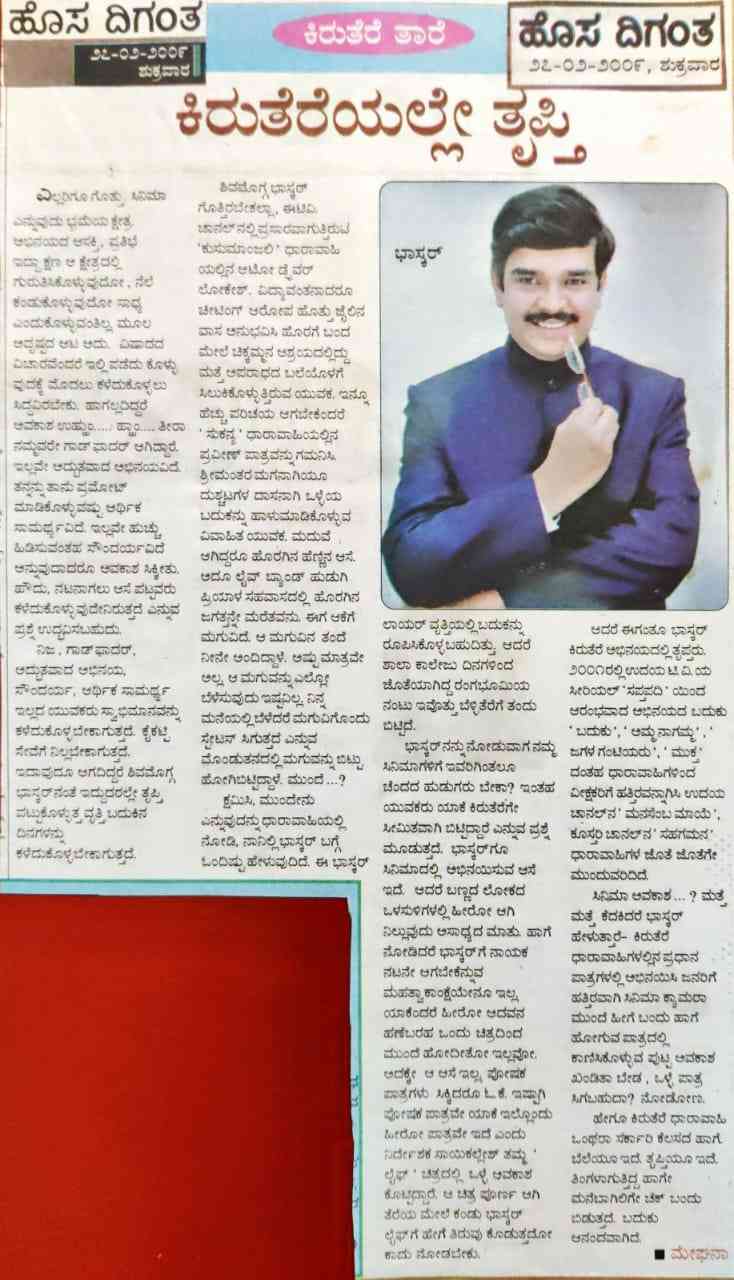 ಹೊಸ ದಿಗಂತ
೨೭-೦೨-೨೦೦೯
ಶುಕ್ರವಾರ
ಕಿರುತೆರೆ ತಾರೆ
ಹೊಸ ದಿಗಂತ
೨೭-೦೨-೨೦೦೯, ಶುಕ್ರವಾರ
ಕಿರುತೆರೆಯಲ್ಲೇ ತೃಪ್ತಿ
ಎಲ್ಲರಿಗೂ ಗೊತ್ತು, ಸಿನಿಮಾ
ಎನ್ನುವುದು ಭ್ರಮೆಯ ಕ್ಷೇತ್ರ
ಅಭಿನಯದ ಆಸಕ್ತಿ, ಪ್ರತಿಭೆ
ಇದ್ದಾಕ್ಷಣ ಆ ಕ್ಷೇತ್ರದಲ್ಲಿ
ಗುರುತಿಸಿಕೊಳ್ಳುವುದೋ, ನೆಲೆ
ಕಂಡುಕೊಳ್ಳುವುದೋ ಸಾಧ್ಯ
ಎಂದುಕೊಳ್ಳುವಂತಿಲ್ಲ ಮೂಲ
ಅದೃಷ್ಟದ ಆಟ ಅದು. ವಿಷಾದದ
ವಿಚಾರವೆಂದರೆ ಇಲ್ಲಿ ಪಡೆದು ಕೊಳ್ಳು
ವುದಕ್ಕೆ ಮೊದಲು ಕಳೆದುಕೊಳ್ಳಲು
ಸಿದ್ಧವಿರಬೇಕು. ಹಾಗಲ್ಲದಿದ್ದರೆ
ಅವಕಾಶ ಉಹ್ಹುಂ..... ಹ್ಞಾಂ.... ತೀರಾ
ನಮ್ಮವರೇ ಗಾಡ್ ಫಾದರ್ ಆಗಿದ್ದಾರೆ.
ಇಲ್ಲವೇ ಅದ್ಭುತವಾದ ಅಭಿನಯವಿದೆ.
ತನ್ನನ್ನು ತಾನು ಪ್ರಮೋಟ್
ಮಾಡಿಕೊಳ್ಳುವಷ್ಟು ಆರ್ಥಿಕ
ಸಾಮರ್ಥ್ಯವಿದೆ. ಇಲ್ಲವೇ ಹುಚ್ಚು
ಹಿಡಿಸುವಂತಹ ಸೌಂದರ್ಯವಿದೆ
ಅನ್ನುವುದಾದರೂ ಅವಕಾಶ ಸಿಕ್ಕೀತು.
ಹೌದು, ನಟನಾಗಲು ಆಸೆ ಪಟ್ಟವರು
ಕಳೆದುಕೊಳ್ಳುವುದೇನಿರುತ್ತದೆ ಎನ್ನುವ
ಪ್ರಶ್ನೆ ಉದ್ಭವಿಸಬಹುದು.
ನಿಜ, ಗಾಡ್ ಫಾದರ್,
ಅದ್ಭುತವಾದ ಅಭಿನಯ,
ಸೌಂದರ್ಯ, ಆರ್ಥಿಕ ಸಾಮರ್ಥ್ಯ
ಇಲ್ಲದ ಯುವಕರು ಸ್ವಾಭಿಮಾನವನ್ನು
ಕಳೆದುಕೊಳ್ಳಬೇಕಾಗುತ್ತದೆ. ಕೈಕಟ್ಟಿ
ಸೇವೆಗೆ ನಿಲ್ಲಬೇಕಾಗುತ್ತದೆ.
ಇದಾವುದೂ ಆಗದಿದ್ದರೆ ಶಿವಮೊಗ್ಗ
ಭಾಸ್ಕರ್‌ನಂತೆ ಇದ್ದುದರಲ್ಲೇ ತೃಪ್ತಿ
ಪಟ್ಟುಕೊಳ್ಳುತ್ತ ವೃತ್ತಿ ಬದುಕಿನ
ದಿನಗಳನ್ನು
ಕಳೆದುಕೊಳ್ಳಬೇಕಾಗುತ್ತದೆ.
ಶಿವಮೊಗ್ಗ ಭಾಸ್ಕರ್
ಗೊತ್ತಿರಬೇಕಲ್ಲಾ, ಈಟಿವಿ
ಚಾನಲ್‌ನಲ್ಲಿ ಪ್ರಸಾರವಾಗುತ್ತಿರುವ
'ಕುಸುಮಾಂಜಲಿ' ಧಾರಾವಾಹಿ
ಯಲ್ಲಿನ ಆಟೋ ಡ್ರೈವರ್
ಲೋಕೇಶ್. ವಿದ್ಯಾವಂತನಾದರೂ
ಚೀಟಿಂಗ್ ಆರೋಪ ಹೊತ್ತು ಜೈಲಿನ
ವಾಸ ಅನುಭವಿಸಿ ಹೊರಗೆ ಬಂದ
ಮೇಲೆ ಚಿಕ್ಕಮ್ಮನ ಆಶ್ರಯದಲ್ಲಿದ್ದು
ಮತ್ತೆ ಅಪರಾಧದ ಬಲೆಯೊಳಗೆ
ಸಿಲುಕಿಕೊಳ್ಳುತ್ತಿರುವ ಯುವಕ. ಇನ್ನೂ
ಹೆಚ್ಚು ಪರಿಚಯ ಆಗಬೇಕೆಂದರೆ
'ಸುಕನ್ಯ' ಧಾರಾವಾಹಿಯಲ್ಲಿನ
ಪ್ರವೀಣ್ ಪಾತ್ರವನ್ನು ಗಮನಿಸಿ.
ಶ್ರೀಮಂತರ ಮಗನಾಗಿಯೂ
ದುಶ್ಚಟಗಳ ದಾಸನಾಗಿ ಒಳ್ಳೆಯ
ಬದುಕನ್ನು ಹಾಳುಮಾಡಿಕೊಳ್ಳುವ
ವಿವಾಹಿತ ಯುವಕ. ಮದುವೆ
ಆಗಿದ್ದರೂ ಹೊರಗಿನ ಹೆಣ್ಣಿನ ಆಸೆ.
ಅದೂ ಲೈವ್ ಬ್ಯಾಂಡ್ ಹುಡುಗಿ
ಪ್ರಿಯಾಳ ಸಹವಾಸದಲ್ಲಿ ಹೊರಗಿನ
ಜಗತ್ತನ್ನೇ ಮರೆತವನು. ಈಗ ಆಕೆಗೆ
ಮಗುವಿದೆ. ಆ ಮಗುವಿನ ತಂದೆ
ನೀನೇ ಅಂದಿದ್ದಾಳೆ. ಅಷ್ಟು ಮಾತ್ರವೇ
ಅಲ್ಲ ಆ ಮಗುವನ್ನು ಎಲ್ಲೋ
ಬೆಳೆಸುವುದು ಇಷ್ಟವಿಲ್ಲ. ನಿನ್ನ
ಮನೆಯಲ್ಲಿ ಬೆಳೆದರೆ ಮಗುವಿಗೊಂದು
ಸ್ಟೇಟಸ್ ಸಿಗುತ್ತದೆ ಎನ್ನುವ
ಮೊಂಡುತನದಲ್ಲಿ ಮಗುವನ್ನು ಬಿಟ್ಟು
ಹೋಗಿಬಿಟ್ಟಿದ್ದಾಳೆ. ಮುಂದೆ ...?
ಕ್ಷಮಿಸಿ, ಮುಂದೇನು
ಎನ್ನುವುದನ್ನು ಧಾರಾವಾಹಿಯಲ್ಲಿ
ನೋಡಿ, ನಾನಿಲ್ಲಿ ಭಾಸ್ಕರ್ ಬಗ್ಗೆ
ಒಂದಿಷ್ಟು ಹೇಳುವುದಿದೆ. ಈ ಭಾಸ್ಕರ್
ಭಾಸ್ಕರ್
ಲಾಯರ್ ವೃತ್ತಿಯಲ್ಲಿ ಬದುಕನ್ನು
ರೂಪಿಸಿಕೊಳ್ಳಬಹುದಿತ್ತು. ಆದರೆ
ಶಾಲಾ ಕಾಲೇಜು ದಿನಗಳಿಂದ
ಜೊತೆಯಾಗಿದ್ದ ರಂಗಭೂಮಿಯ
ನಂಟು ಇವೊತ್ತು ಬೆಳ್ಳಿತೆರೆಗೆ ತಂದು
ಬಿಟ್ಟಿದೆ.
ಭಾಸ್ಕರ್‌ನನ್ನು ನೋಡುವಾಗ ನಮ್ಮ
ಸಿನಿಮಾಗಳಿಗೆ ಇವರಿಗಿಂತಲೂ
ಚೆಂದದ ಹುಡುಗರು ಬೇಕಾ? ಇಂತಹ
ಯುವಕರು ಯಾಕೆ ಕಿರುತೆರೆಗೇ
ಸೀಮಿತವಾಗಿ ಬಿಟ್ಟಿದ್ದಾರೆ ಎನ್ನುವ ಪ್ರಶ್ನೆ
ಮೂಡುತ್ತದೆ. ಭಾಸ್ಕರ್‌ಗೂ
ಸಿನಿಮಾದಲ್ಲಿ ಅಭಿನಯಿಸುವ ಆಸೆ
ಇದೆ. ಆದರೆ ಬಣ್ಣದ ಲೋಕದ
ಒಳಸುಳಿಗಳಲ್ಲಿ ಹೀರೋ ಆಗಿ
ನಿಲ್ಲುವುದು ಅಸಾಧ್ಯದ ಮಾತು. ಹಾಗೆ
ನೋಡಿದರೆ ಭಾಸ್ಕರ್ ಗೆ ನಾಯಕ
ನಟನೇ ಆಗಬೇಕೆನ್ನುವ
ಮಹತ್ವಾಕಾಂಕ್ಷೆಯೇನೂ ಇಲ್ಲ.
ಯಾಕೆಂದರೆ ಹೀರೋ ಆದವನ
ಹಣೆಬರಹ ಒಂದು ಚಿತ್ರದಿಂದ
ಮುಂದೆ ಹೋದೀತೋ ಇಲ್ಲವೋ.
ಅದಕ್ಕೇ ಆ ಆಸೆ ಇಲ್ಲ, ಪೋಷಕ
ಪಾತ್ರಗಳು ಸಿಕ್ಕಿದರೂ ಓ.ಕೆ. ಇಷ್ಟಾಗಿ
ಪೋಷಕ ಪಾತ್ರವೇ ಯಾಕೆ ಇಲ್ಲೊಂದು
ಹೀರೋ ಪಾತ್ರವೇ ಇದೆ ಎಂದು
ನಿರ್ದೇಶಕ ಸಾಯಿಕಲ್ಲೇಶ್ ತಮ್ಮ '
ಲೈಫ್' ಚಿತ್ರದಲ್ಲಿ ಒಳ್ಳೆ ಅವಕಾಶ
ಕೊಟ್ಟಿದ್ದಾರೆ. ಆ ಚಿತ್ರ ಪೂರ್ಣ ಆಗಿ
ತೆರೆಯ ಮೇಲೆ ಕಂಡು ಭಾಸ್ಕರ್
ಲೈಫ್‌ಗೆ ಹೇಗೆ ತಿರುವು ಕೊಡುತ್ತದೋ
ಕಾದು ನೋಡಬೇಕು.
ಆದರೆ ಈಗಂತೂ ಭಾಸ್ಕರ್
ಕಿರುತೆರೆ ಅಭಿನಯದಲ್ಲಿ ತೃಪ್ತರು.
೨೦೦೧ರಲ್ಲಿ ಉದಯ ಟಿ.ವಿ.ಯ
ಸೀರಿಯಲ್ 'ಸಪ್ತಪದಿ' ಯಿಂದ
ಆರಂಭವಾದ ಅಭಿನಯದ ಬದುಕು
'ಬದುಕು', 'ಅಮ್ಮ ನಾಗಮ್ಮ', '
ಜಗಳ ಗಂಟಿಯರು', 'ಮುಕ್ತ'
ದಂತಹ ಧಾರಾವಾಹಿಗಳಿಂದ
ವೀಕ್ಷಕರಿಗೆ ಹತ್ತಿರವನ್ನಾಗಿಸಿ ಉದಯ
ಚಾನಲ್‌ನ 'ಮನಸೆಂಬ ಮಾಯೆ',
ಕಸ್ತೂರಿ ಚಾನಲ್‌ನ 'ಸಹಗಮನ'
ಧಾರಾವಾಹಿಗಳ ಜೊತೆ ಜೊತೆಗೇ
ಮುಂದುವರಿದಿದೆ.
ಸಿನಿಮಾ ಅವಕಾಶ ...? ಮತ್ತೆ
ಮತ್ತೆ ಕೆದಕಿದರೆ ಭಾಸ್ಕರ್
ಹೇಳುತ್ತಾರೆ- ಕಿರುತೆರೆ
ಧಾರಾವಾಹಿಗಳಲ್ಲಿನ ಪ್ರಧಾನ
ಪಾತ್ರಗಳಲ್ಲಿ ಅಭಿನಯಿಸಿ ಜನರಿಗೆ
ಹತ್ತಿರವಾಗಿ ಸಿನಿಮಾ ಕ್ಯಾಮರಾ
ಮುಂದೆ ಹೀಗೆ ಬಂದು ಹಾಗೆ
ಹೋಗುವ ಪಾತ್ರದಲ್ಲಿ
ಕಾಣಿಸಿಕೊಳ್ಳುವ ಪುಟ್ಟ ಅವಕಾಶ
ಖಂಡಿತಾ ಬೇಡ, ಒಳ್ಳೆ ಪಾತ್ರ
ಸಿಗಬಹುದಾ? ನೋಡೋಣ.
ಹೇಗೂ ಕಿರುತೆರೆ ಧಾರಾವಾಹಿ
ಒಂಥರಾ ಸರ್ಕಾರಿ ಕೆಲಸದ ಹಾಗೆ.
ಬೆಲೆಯೂ ಇದೆ. ತೃಪ್ತಿಯೂ ಇದೆ.
ತಿಂಗಳಾಗುತ್ತಿದ್ದ ಹಾಗೇ
ಮನೆಬಾಗಿಲಿಗೇ ಚೆಕ್ ಬಂದು
ಬಿಡುತ್ತದೆ. ಬದುಕು
ಆನಂದವಾಗಿದೆ.
■ ಮೇಘನಾ